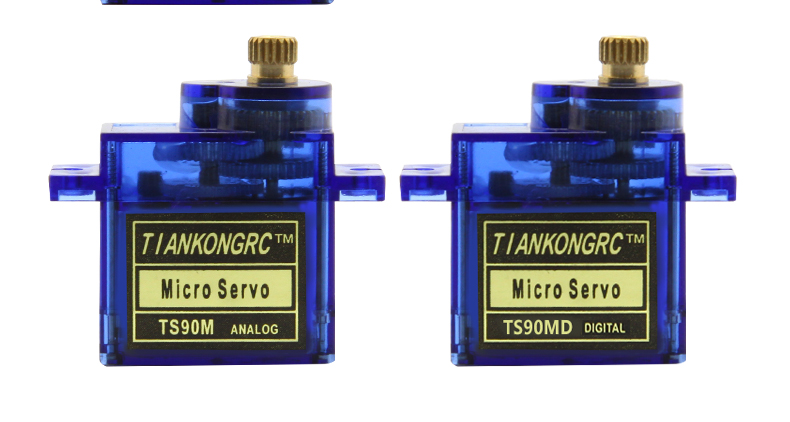 TIANKONGRC™
Micro Servo
TS90M ANALOG
TIANKONGRC™
Micro Servo
TS90MD DIGITAL